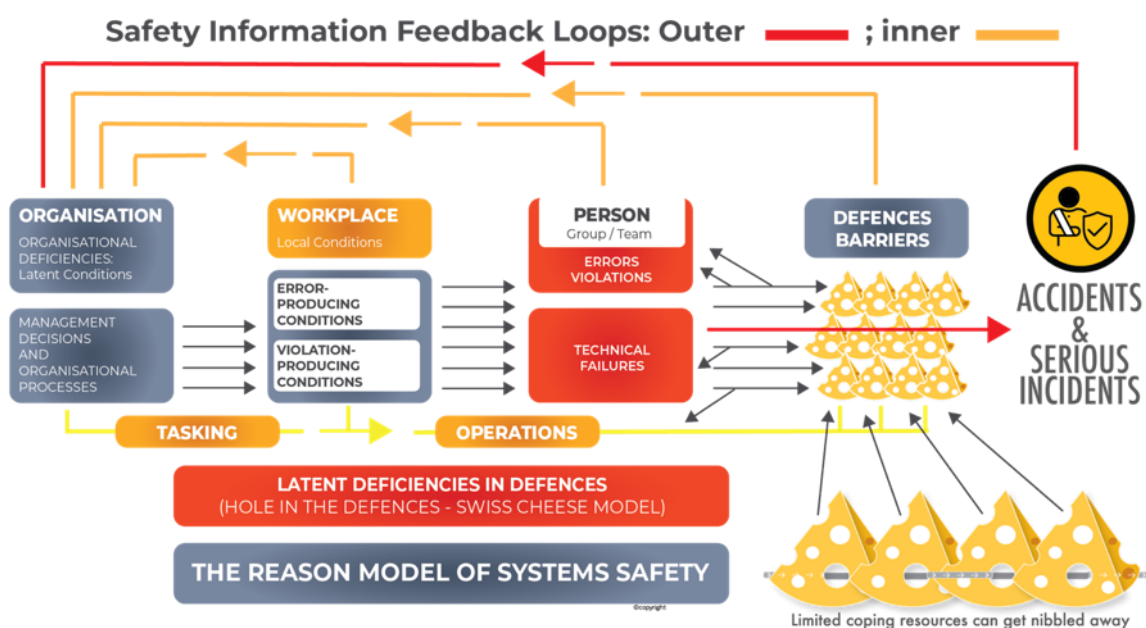 Safety Information Feedback Loops: Outer ; inner
ORGANISATION
ORGANISATIONAL
DEFICIENCIES:
Latent Conditions
MANAGEMENT
DECISIONS
AND
ORGANISATIONAL
PROCESSES
WORKPLACE
Local Conditions
ERROR-
PRODUCING
CONDITIONS
VIOLATION-
PRODUCING
CONDITIONS
PERSON
Group / Team
ERRORS
VIOLATIONS
TECHNICAL
FAILURES
DEFENCES
BARRIERS
ACCIDENTS
&
SERIOUS
INCIDENTS
TASKING
OPERATIONS
LATENT DEFICIENCIES IN DEFENCES
(HOLE IN THE DEFENCES - SWISS CHEESE MODEL)
THE REASON MODEL OF SYSTEMS SAFETY
©copyright
Limited coping resources can get nibbled away